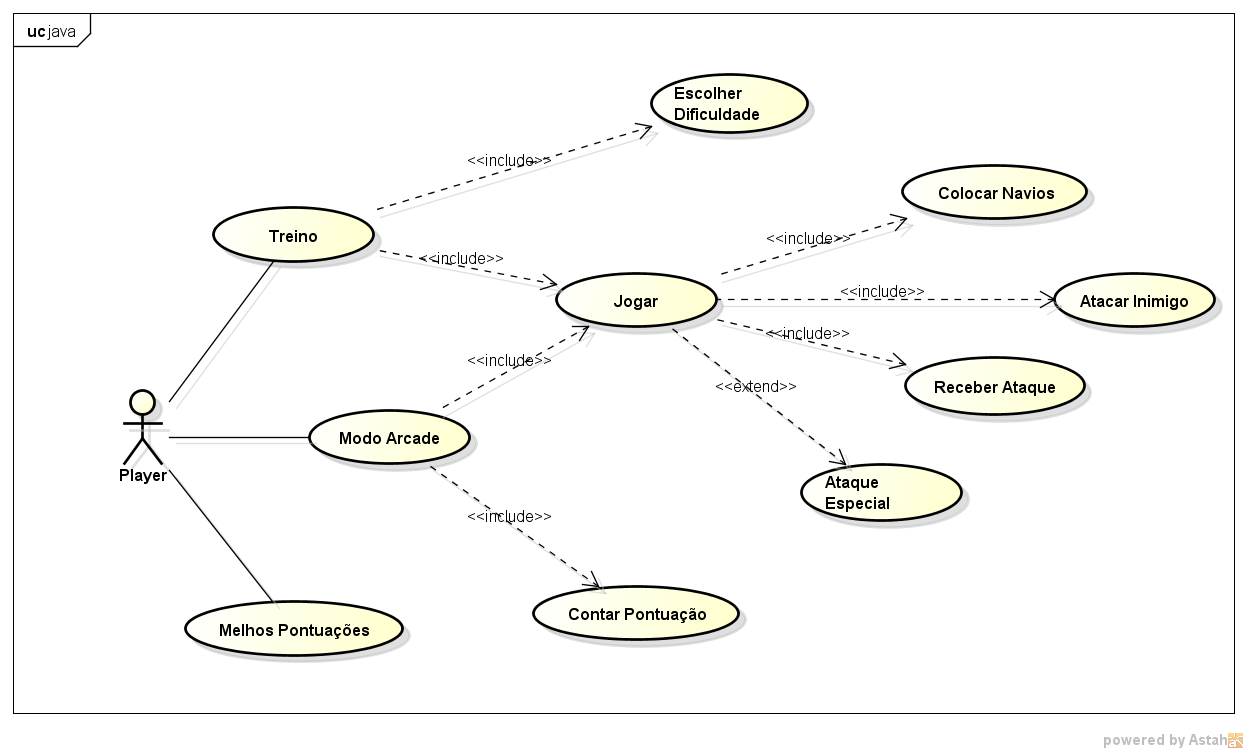 uc java
Escolher
Dificuldade
<<include>>
Colocar Navios
Treino
<<include>>
<<include>>
Jogar
<<include>>
Atacar Inimigo
<<include>>
<<include>>
Receber Ataque
<<extend>>
Modo Arcade
Player
Ataque
Especial
<<include>>
Contar Pontuação
Melhos Pontuações
powered by Astah